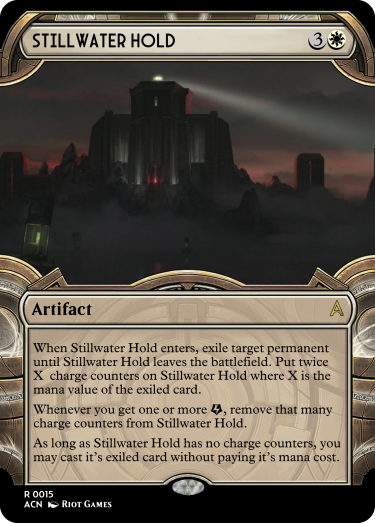 STILLWATER HOLD 3
Artifact
When Stillwater Hold enters, exile target permanent
until Stillwater Hold leaves the battlefield. Put twice
X charge counters on Stillwater Hold where X is the
mana value of the exiled card.
Whenever you get one or more , remove that many
charge counters from Stillwater Hold.
As long as Stillwater Hold has no charge counters, you
may cast it's exiled card without paying it's mana cost.
R 0015
ACN Riot Games